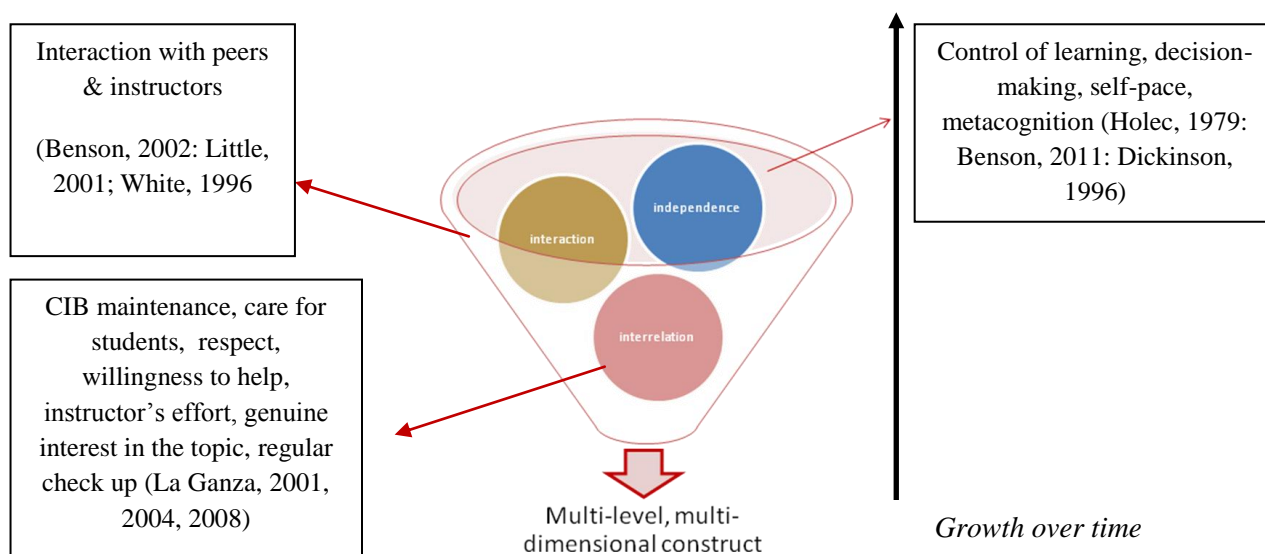 Interaction with peers
& instructors
(Benson, 2002: Little,
2001; White, 1996
CIB maintenance, care for
students, respect,
willingness to help,
instructor's effort, genuine
interest in the topic, regular
check up (La Ganza, 2001,
2004, 2008)
independence
interaction
interrelation
Multi-level, multi-
dimensional construct
Control of learning, decision-
making, self-pace,
metacognition (Holec, 1979:
Benson, 2011: Dickinson,
1996)
Growth over time